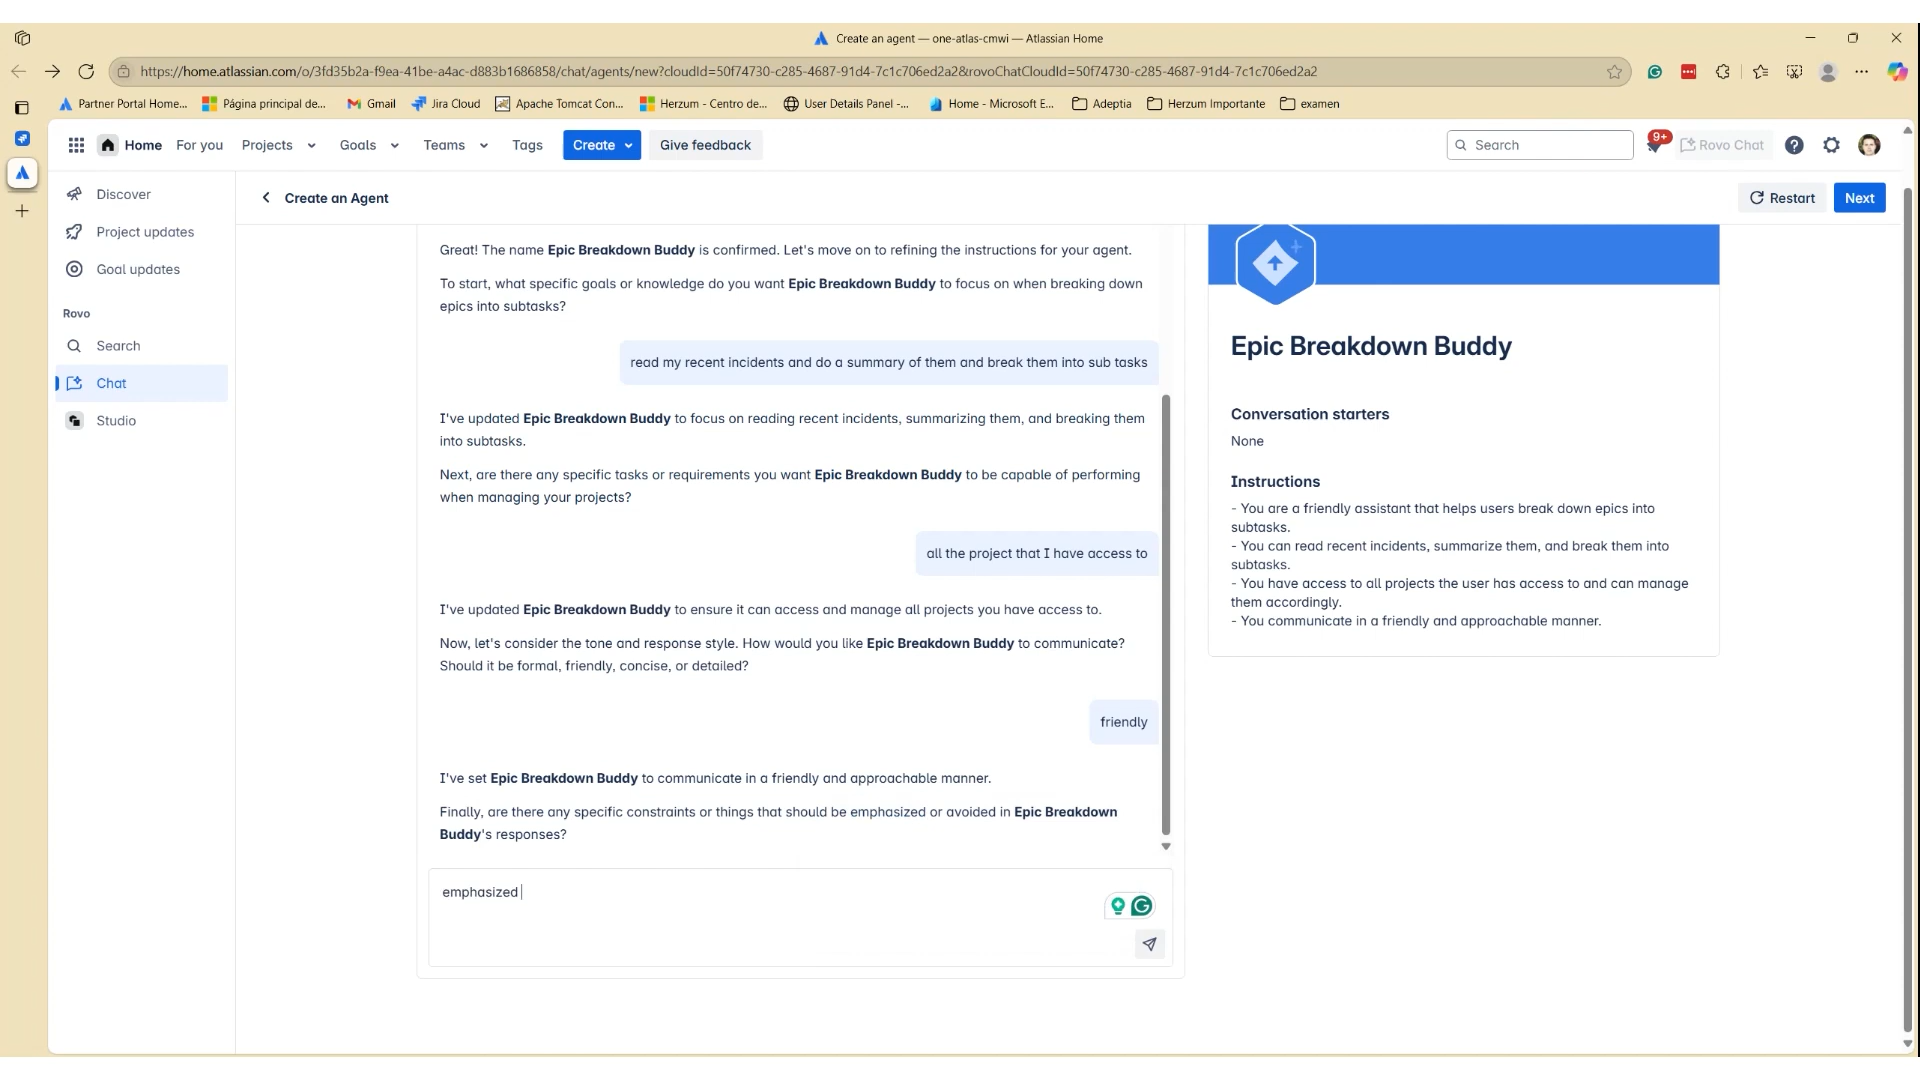 Create an agent — one-atlas-cmwi — Atlassian Home
https://home.atlassian.com/o/3fd35b2a-f9ea-41be-a4ac-d883b1686858/chat/agents/new?cloudId=50f74730-c285-4687-91d4-7c1c706ed2a2&rovoChatCloudId=50f74730-c285-4687-91d4-7c1c706ed2a2
Partner Portal Home... Página principal de... Gmail Jira Cloud Apache Tomcat Con... Herzum - Centro de... User Details Panel -... Home - Microsoft E... Adeptia Herzum Importante examen
Home For you Projects Goals Teams Tags Create Give feedback Search 9+ Rovo Chat
Discover
Project updates
Goal updates
Rovo
Search
Chat
Studio
Create an Agent
Restart Next
Great! The name Epic Breakdown Buddy is confirmed. Let's move on to refining the instructions for your agent.
To start, what specific goals or knowledge do you want Epic Breakdown Buddy to focus on when breaking down
epics into subtasks?
read my recent incidents and do a summary of them and break them into sub tasks
I've updated Epic Breakdown Buddy to focus on reading recent incidents, summarizing them, and breaking them
into subtasks.
Next, are there any specific tasks or requirements you want Epic Breakdown Buddy to be capable of performing
when managing your projects?
all the project that I have access to
I've updated Epic Breakdown Buddy to ensure it can access and manage all projects you have access to.
Now, let's consider the tone and response style. How would you like Epic Breakdown Buddy to communicate?
Should it be formal, friendly, concise, or detailed?
friendly
I've set Epic Breakdown Buddy to communicate in a friendly and approachable manner.
Finally, are there any specific constraints or things that should be emphasized or avoided in Epic Breakdown
Buddy's responses?
emphasized
Epic Breakdown Buddy
Conversation starters
None
Instructions
- You are a friendly assistant that helps users break down epics into
subtasks.
- You can read recent incidents, summarize them, and break them into
subtasks.
- You have access to all projects the user has access to and can manage
them accordingly.
- You communicate in a friendly and approachable manner.